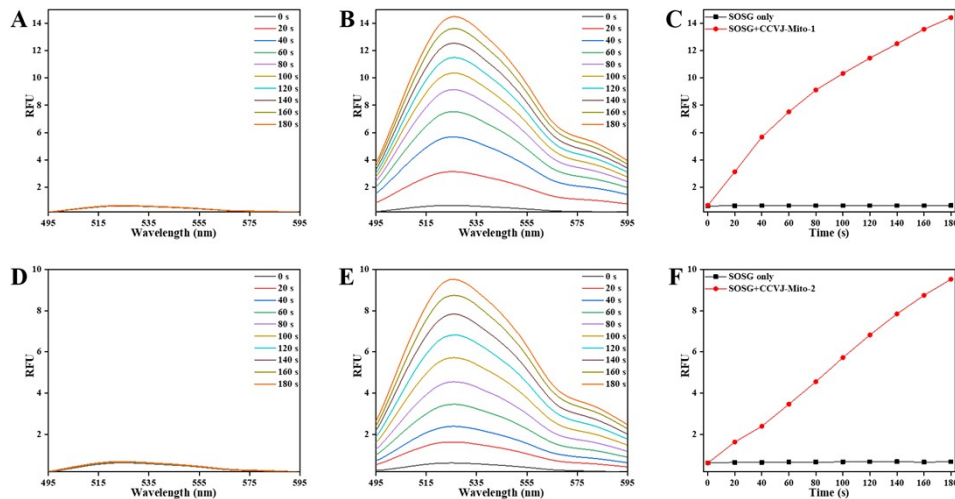 A
14
12
10
8
6
4
2
RFU
495
515
535
555
575
595
Wavelength (nm)
0 s
20 s
40 s
60 s
80 s
100 s
120 s
140 s
160 s
180 s
B
14
12
10
8
6
4
2
RFU
495
515
535
555
575
595
Wavelength (nm)
0 s
20 s
40 s
60 s
80 s
100 s
120 s
140 s
160 s
180 s
C
14
12
10
8
6
4
2
RFU
0
20
40
60
80
100
120
140
160
180
Time (s)
SOSG only
SOSG+CCVJ-Mito-1
D
10
8
6
4
2
RFU
495
515
535
555
575
595
Wavelength (nm)
0 s
20 s
40 s
60 s
80 s
100 s
120 s
140 s
160 s
180 s
E
10
8
6
4
2
RFU
495
515
535
555
575
595
Wavelength (nm)
0 s
20 s
40 s
60 s
80 s
100 s
120 s
140 s
160 s
180 s
F
10
8
6
4
2
RFU
0
20
40
60
80
100
120
140
160
180
Time (s)
SOSG only
SOSG+CCVJ-Mito-2